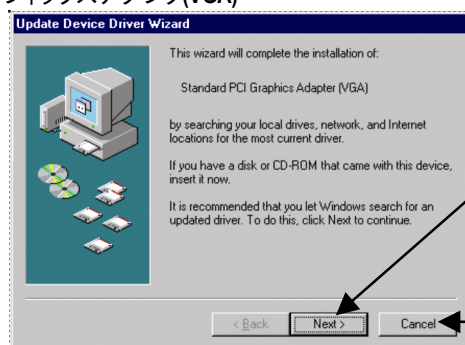 ィックスアダプタ(VGA)
Update Device Driver Wizard
This wizard will complete the installation of:
Standard PCI Graphics Adapter (VGA)
by searching your local drives, network, and Internet
locations for the most current driver.
If you have a disk or CD-ROM that came with this device,
insert it now.
It is recommended that you let Windows search for an
updated driver. To do this, click Next to continue.
< Back
Next >
Cancel